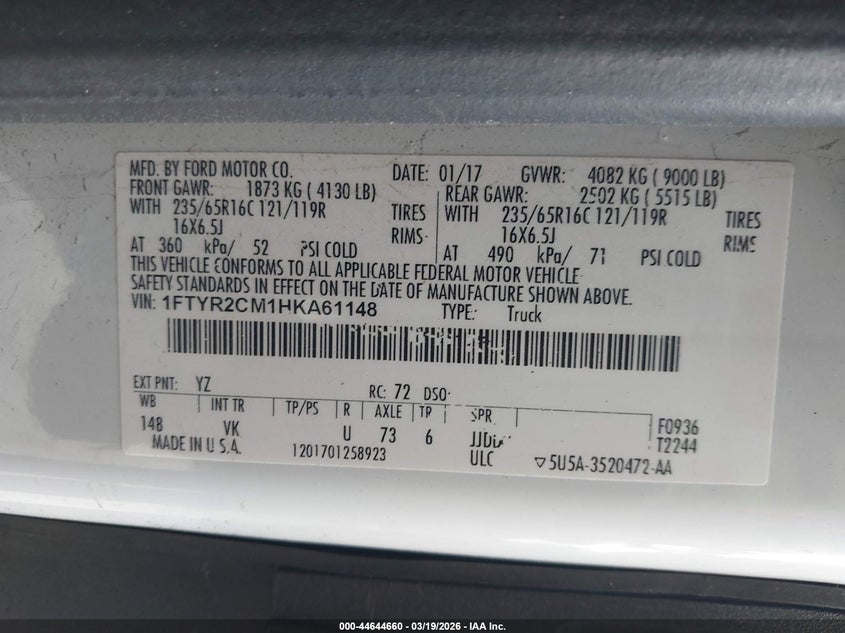 MFD. BY FORD MOTOR CO. DATE: 01/17 GVWR: 4082 KG ( 9000 LB)
FRONT GAWR: 1873 KG ( 4130 LB) REAR GAWR: 2502 KG ( 5515 LB)
WITH 235/65R16C 121/119R TIRES WITH 235/65R16C 121/119R TIRES
16X6.5J RIMS 16X6.5J RIMS
AT 360 kPa/ 52 PSI COLD AT 490 kPa/ 71 PSI COLD
THIS VEHICLE CONFORMS TO ALL APPLICABLE FEDERAL MOTOR VEHICLE
SAFETY STANDARDS IN EFFECT ON THE DATE OF MANUFACTURE SHOWN ABOVE.
VIN: 1FTYR2CM1HKA61148 TYPE: Truck
EXT PNT: YZ RC: 72 DSO:
WB INT TR TP/PS R AXLE TR SPR
148 VK U 73 6 F0936
MADE IN U.S.A. 1201701258923 ULC T2244
▽5U5A-3520472-AA
000-44644660 - 03/19/2026 - IAA Inc.